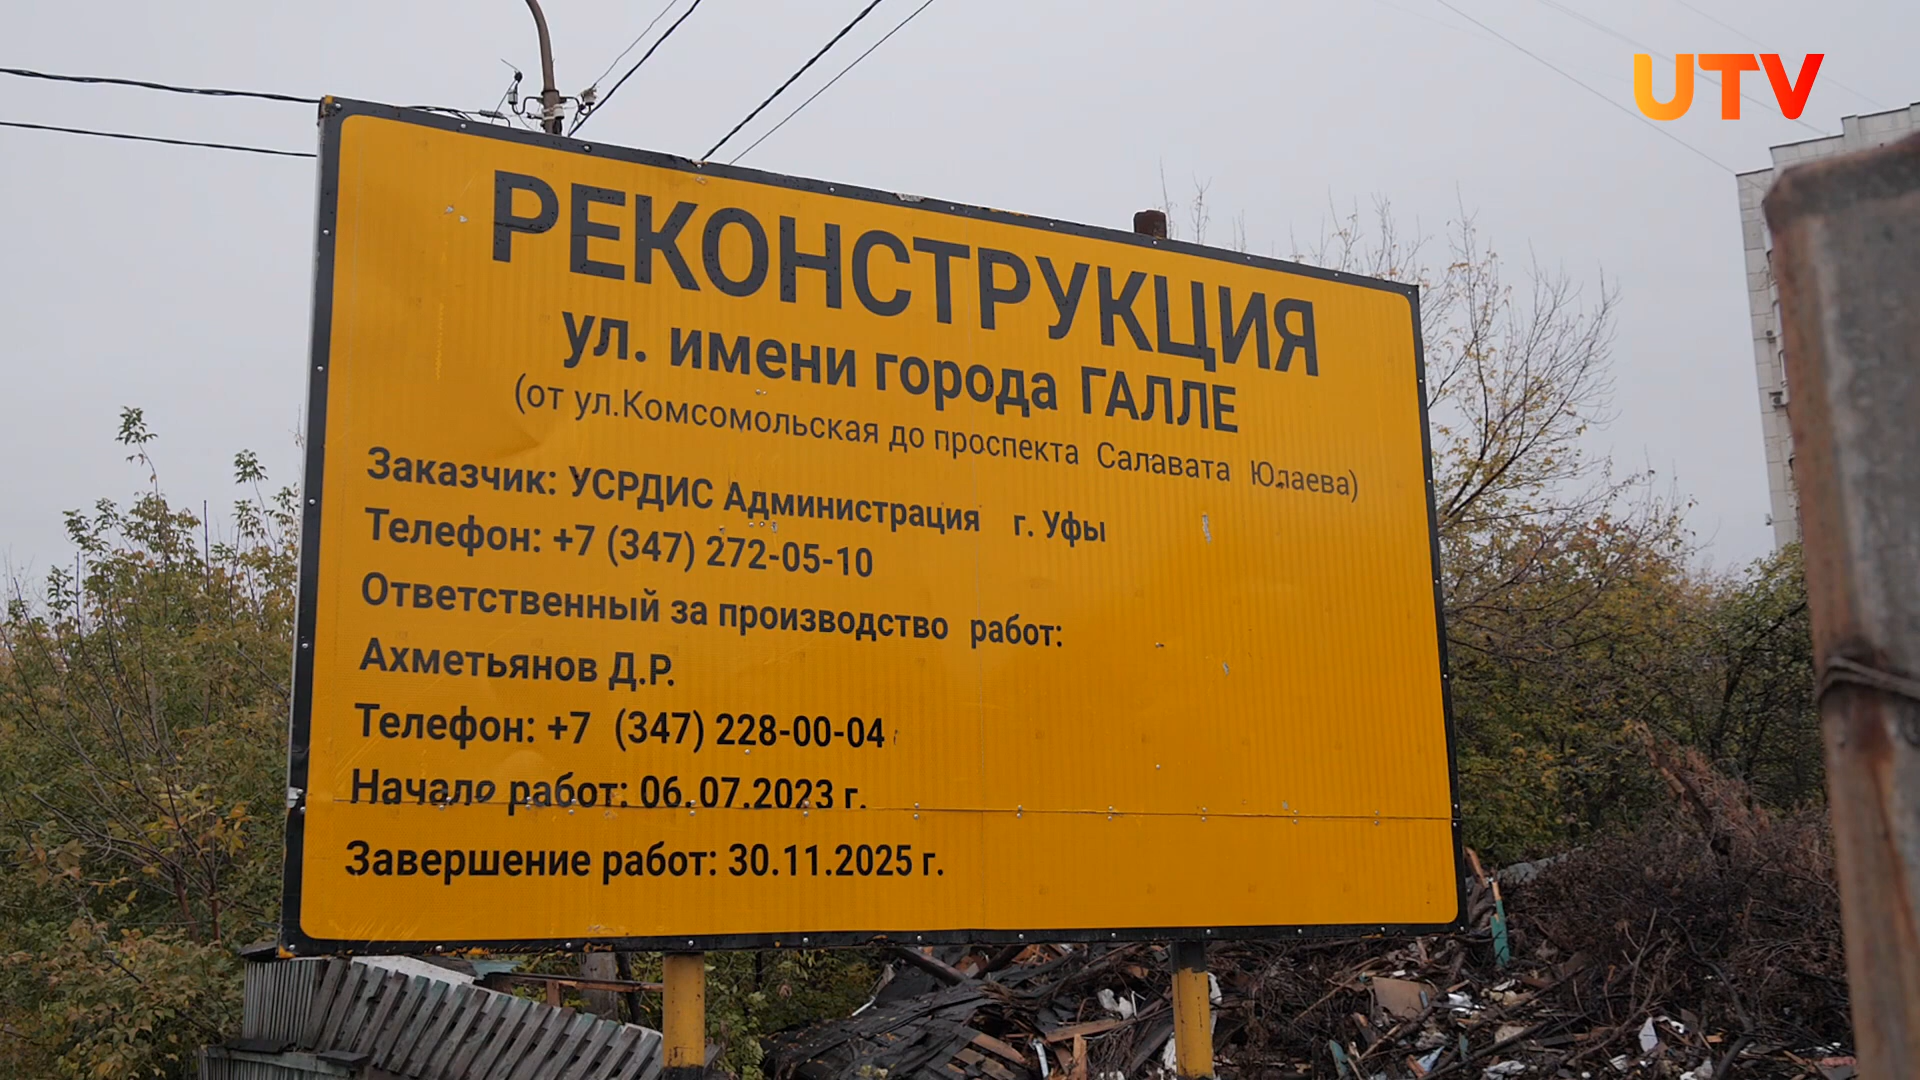 UTV
РЕКОНСТРУКЦИЯ
ул. имени города ГАЛЛЕ
(от ул.Комсомольская до проспекта Салавата Юлаева)
Заказчик: УСРДИС Администрация г. Уфы
Телефон: +7 (347) 272-05-10
Ответственный за производство работ:
Ахметьянов Д.Р.
Телефон: +7 (347) 228-00-04
Начало работ: 06.07.2023 г.
Завершение работ: 30.11.2025 г.